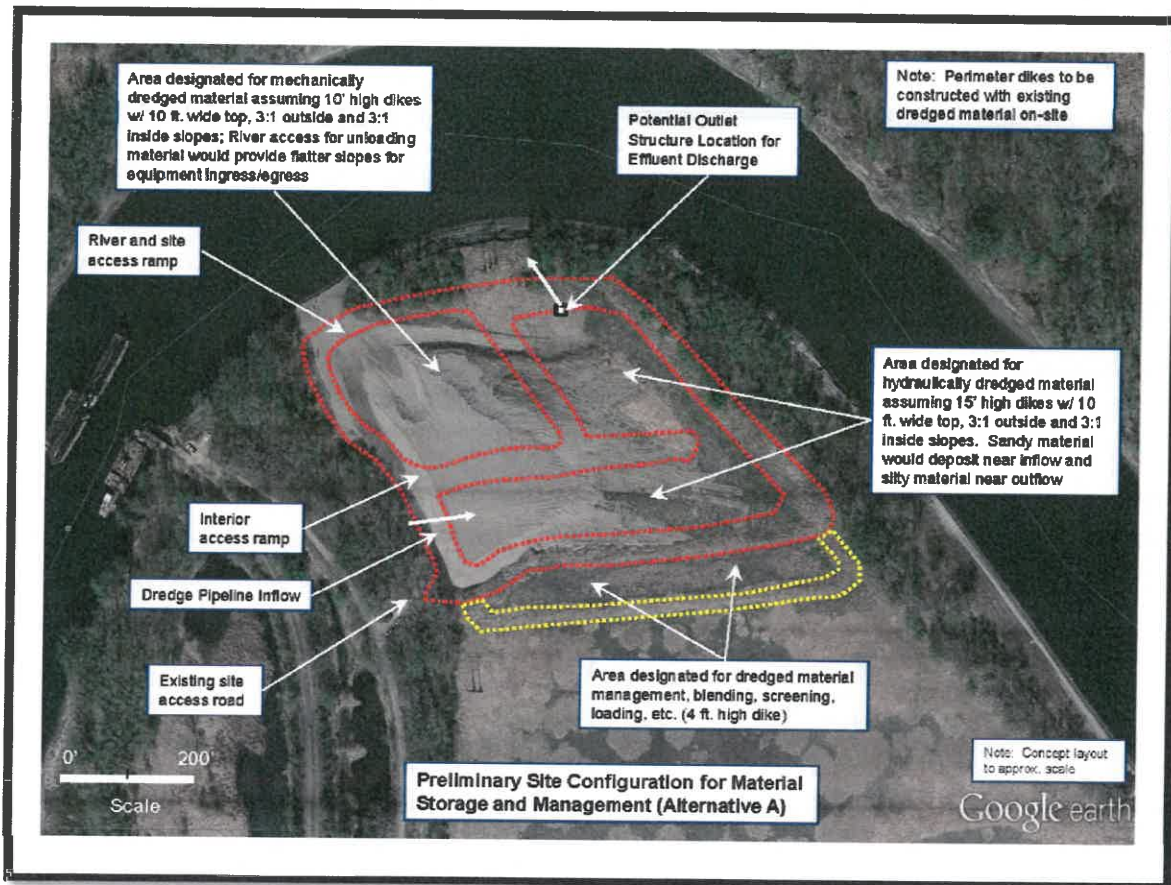 Area designated for mechanically
dredged material assuming 10' high dikes
w/ 10 ft. wide top, 3:1 outside and 3:1
inside slopes; River access for unloading
material would provide flatter slopes for
equipment ingress/egress
Note: Perimeter dikes to be
constructed with existing
dredged material on-site
Potential Outlet
Structure Location for
Effluent Discharge
River and site
access ramp
Area designated for
hydraulically dredged material
assuming 15' high dikes w/ 10
ft. wide top, 3:1 outside and 3:1
inside slopes. Sandy material
would deposit near inflow and
silty material near outflow
Interior
access ramp
Dredge Pipeline Inflow
Existing site
access road
Area designated for dredged material
management, blending, screening,
loading, etc. (4 ft. high dike)
0' 200'
Scale
Preliminary Site Configuration for Material
Storage and Management (Alternative A)
Note: Concept layout
to approx. scale
Google earth